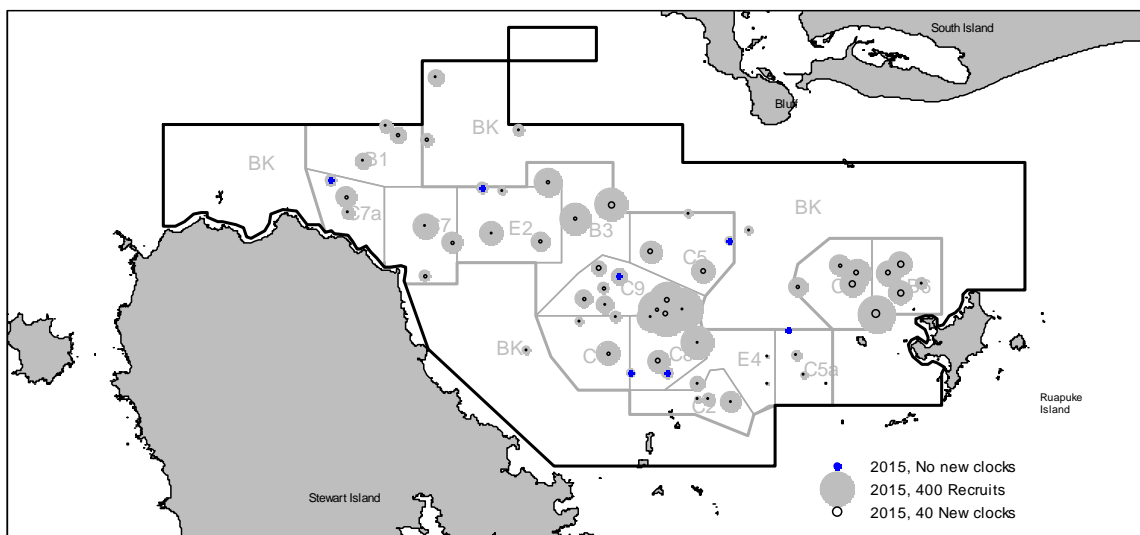 South Island
Bluff
BK
BK
B1
BK
C7a
E2
B3
C5
C9
B6
BK
E4
C5a
C2
Ruapuke
Island
2015, No new clocks
2015, 400 Recruits
2015, 40 New clocks
Stewart Island